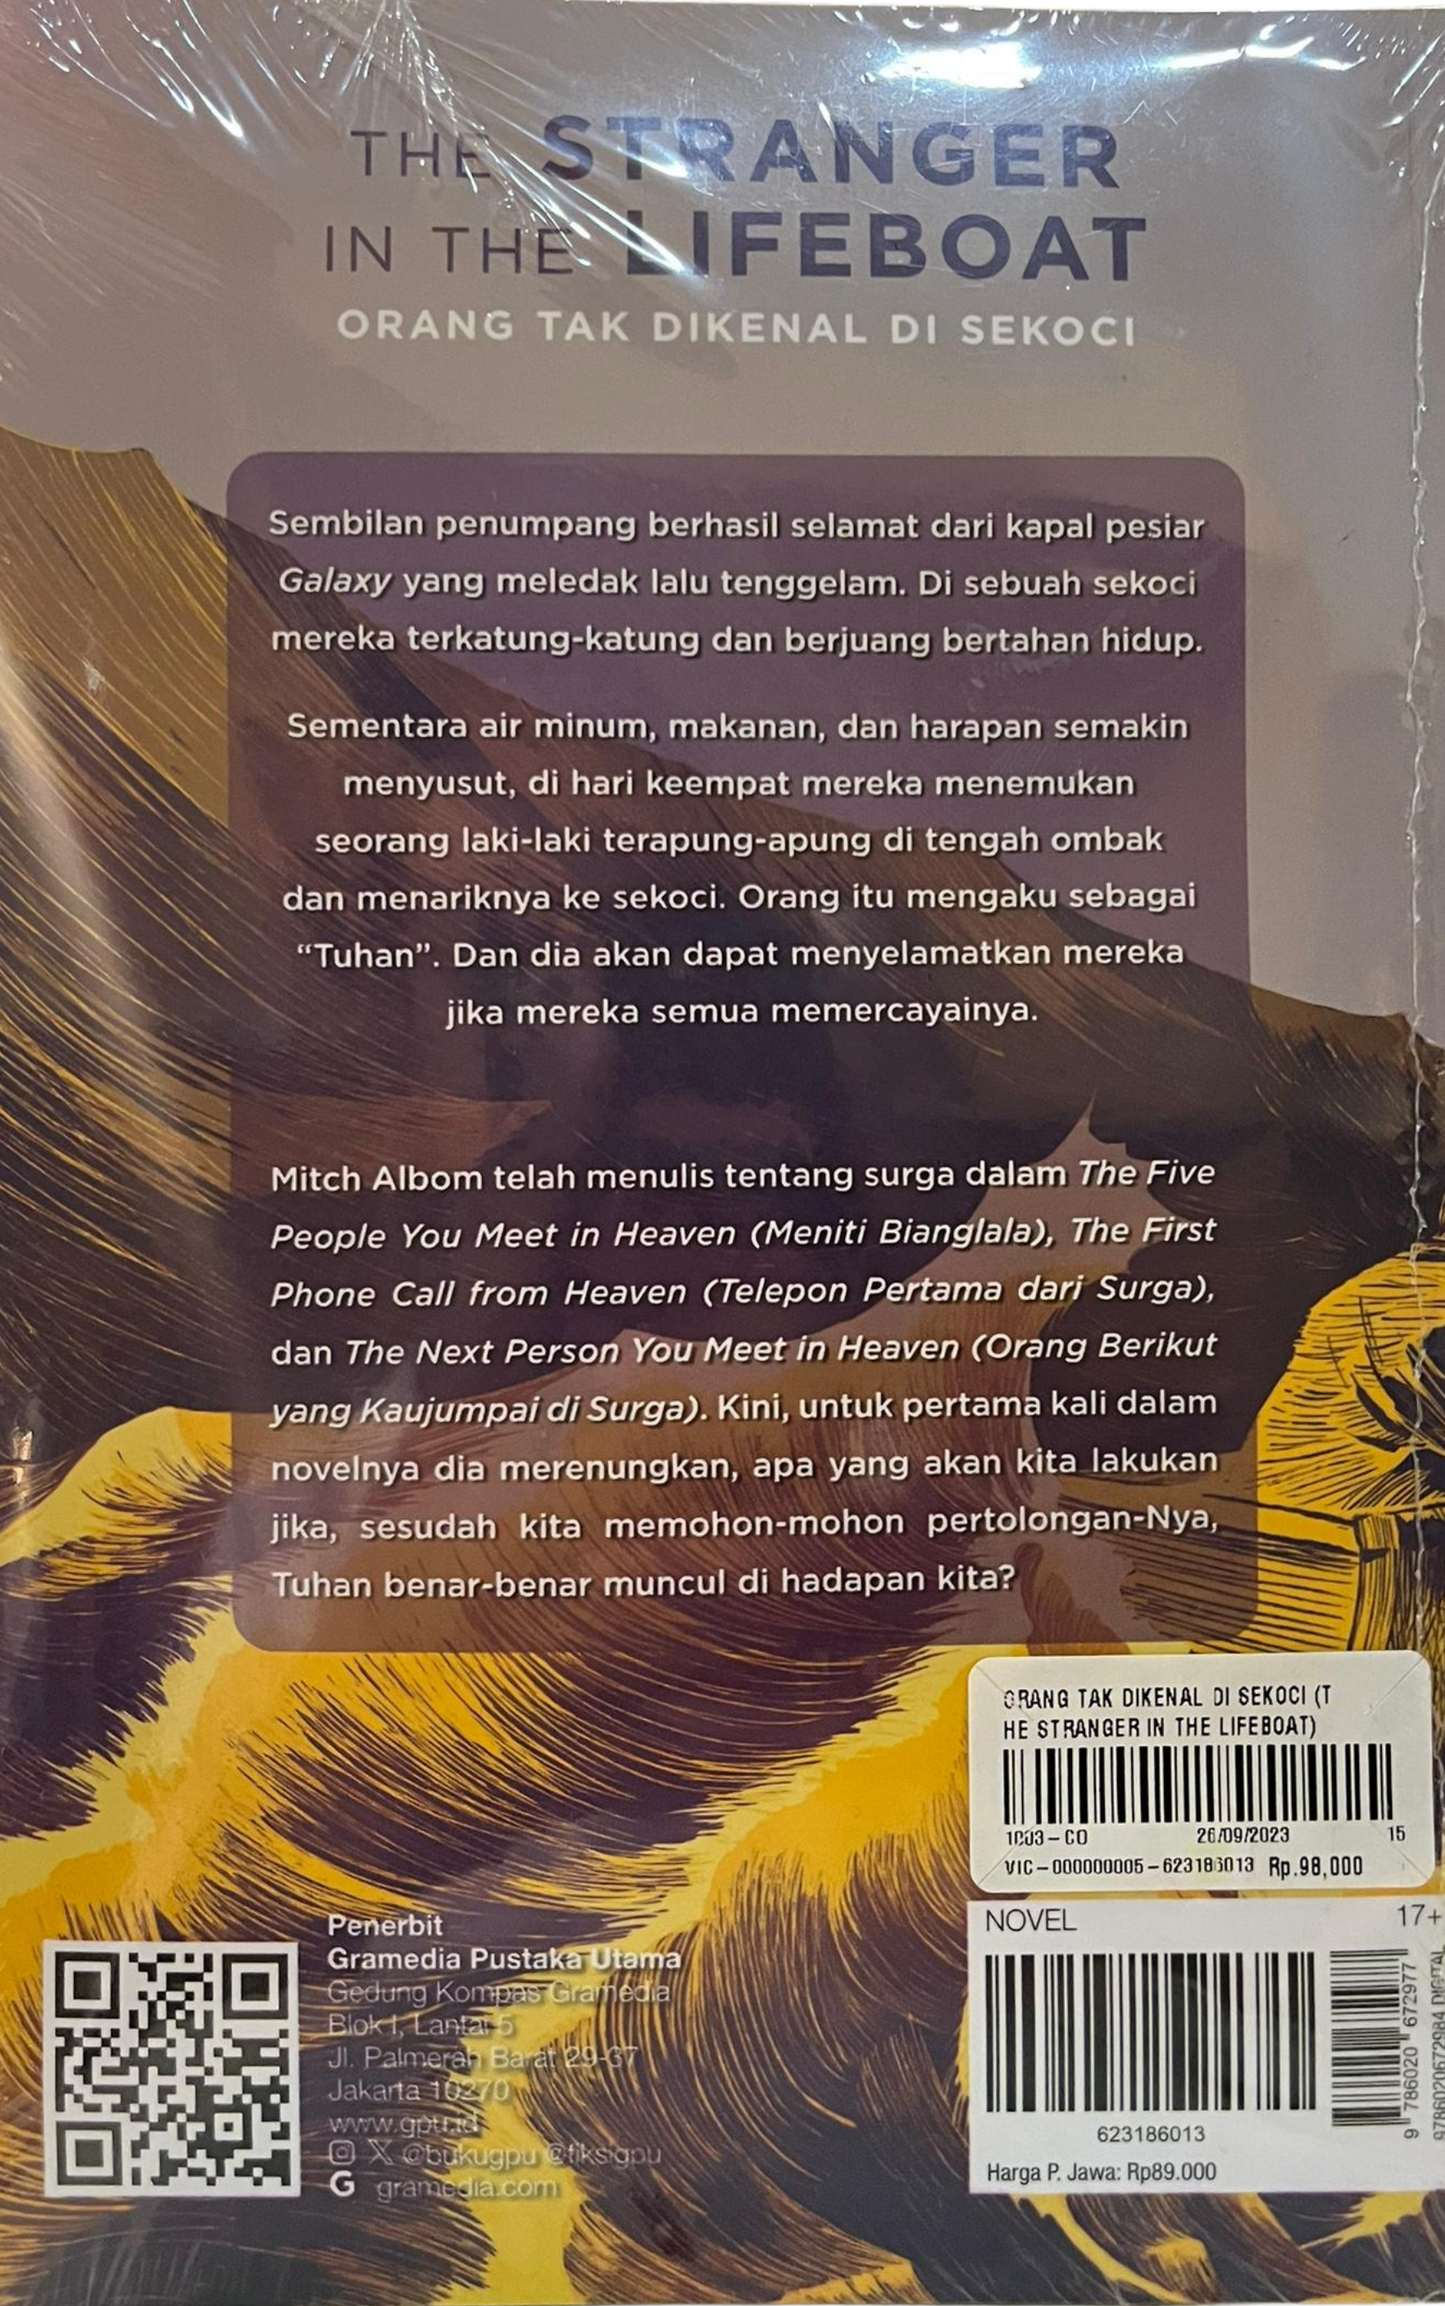 THE STRANGER
IN THE LIFEBOAT
ORANG TAK DIKENAL DI SEKOCI
Sembilan penumpang berhasil selamat dari kapal pesiar
Galaxy yang meledak lalu tenggelam. Di sebuah sekoci
mereka terkatung-katung dan berjuang bertahan hidup.
Sementara air minum, makanan, dan harapan semakin
menyusut, di hari keempat mereka menemukan
seorang laki-laki terapung-apung di tengah ombak
dan menariknya ke sekoci. Orang itu mengaku sebagai
“Tuhan”. Dan dia akan dapat menyelamatkan mereka
jika mereka semua memercayainya.
Mitch Albom telah menulis tentang surga dalam The Five
People You Meet in Heaven (Meniti Bianglala), The First
Phone Call from Heaven (Telepon Pertama dari Surga),
dan The Next Person You Meet in Heaven (Orang Berikut
yang Kaujumpai di Surga). Kini, untuk pertama kali dalam
novelnya dia merenungkan, apa yang akan kita lakukan
jika, sesudah kita memohon-mohon pertolongan-Nya,
Tuhan benar-benar muncul di hadapan kita?
ORANG TAK DIKENAL DI SEKOCI (T
HE STRANGER IN THE LIFEBOAT)
1003-CO 26/09/2023 15
VIC-000000005-623186013 Rp.98,000
Penerbit
Gramedia Pustaka Utama
Gedung Kompas Gramedia
Blok I, Lantai 5
Jl. Palmerah Barat 29-37
Jakarta 10270
www.gpu.id
X @bukugpu @fiksigpu
G gramedia.com
NOVEL 17+
623186013
Harga P. Jawa: Rp89.000
9 786020 672977
9786020672984 DIGITAL